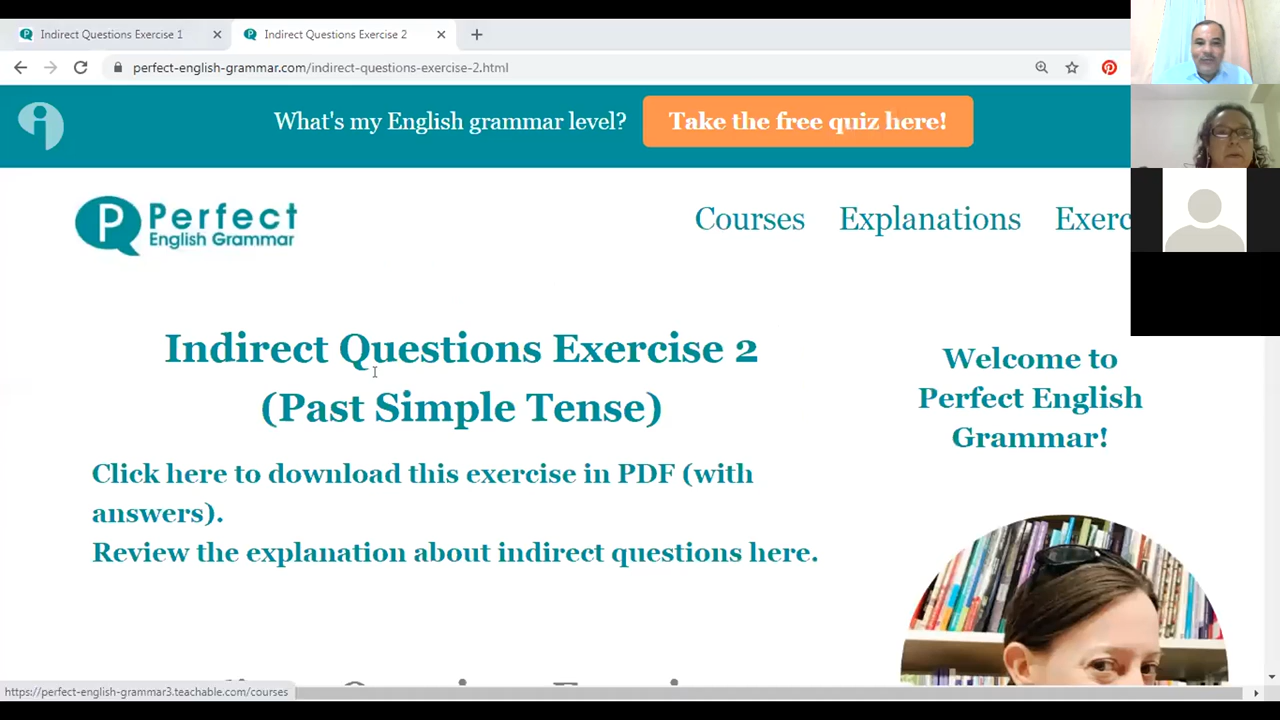 Indirect Questions Exercise 1
Indirect Questions Exercise 2
perfect-english-grammar.com/indirect-questions-exercise-2.html
What's my English grammar level?
Take the free quiz here!
P Perfect
English Grammar
Courses Explanations Exerc
Indirect Questions Exercise 2
(Past Simple Tense)
Click here to download this exercise in PDF (with
answers).
Review the explanation about indirect questions here.
Welcome to
Perfect English
Grammar!
https://perfect-english-grammar3.teachable.com/courses